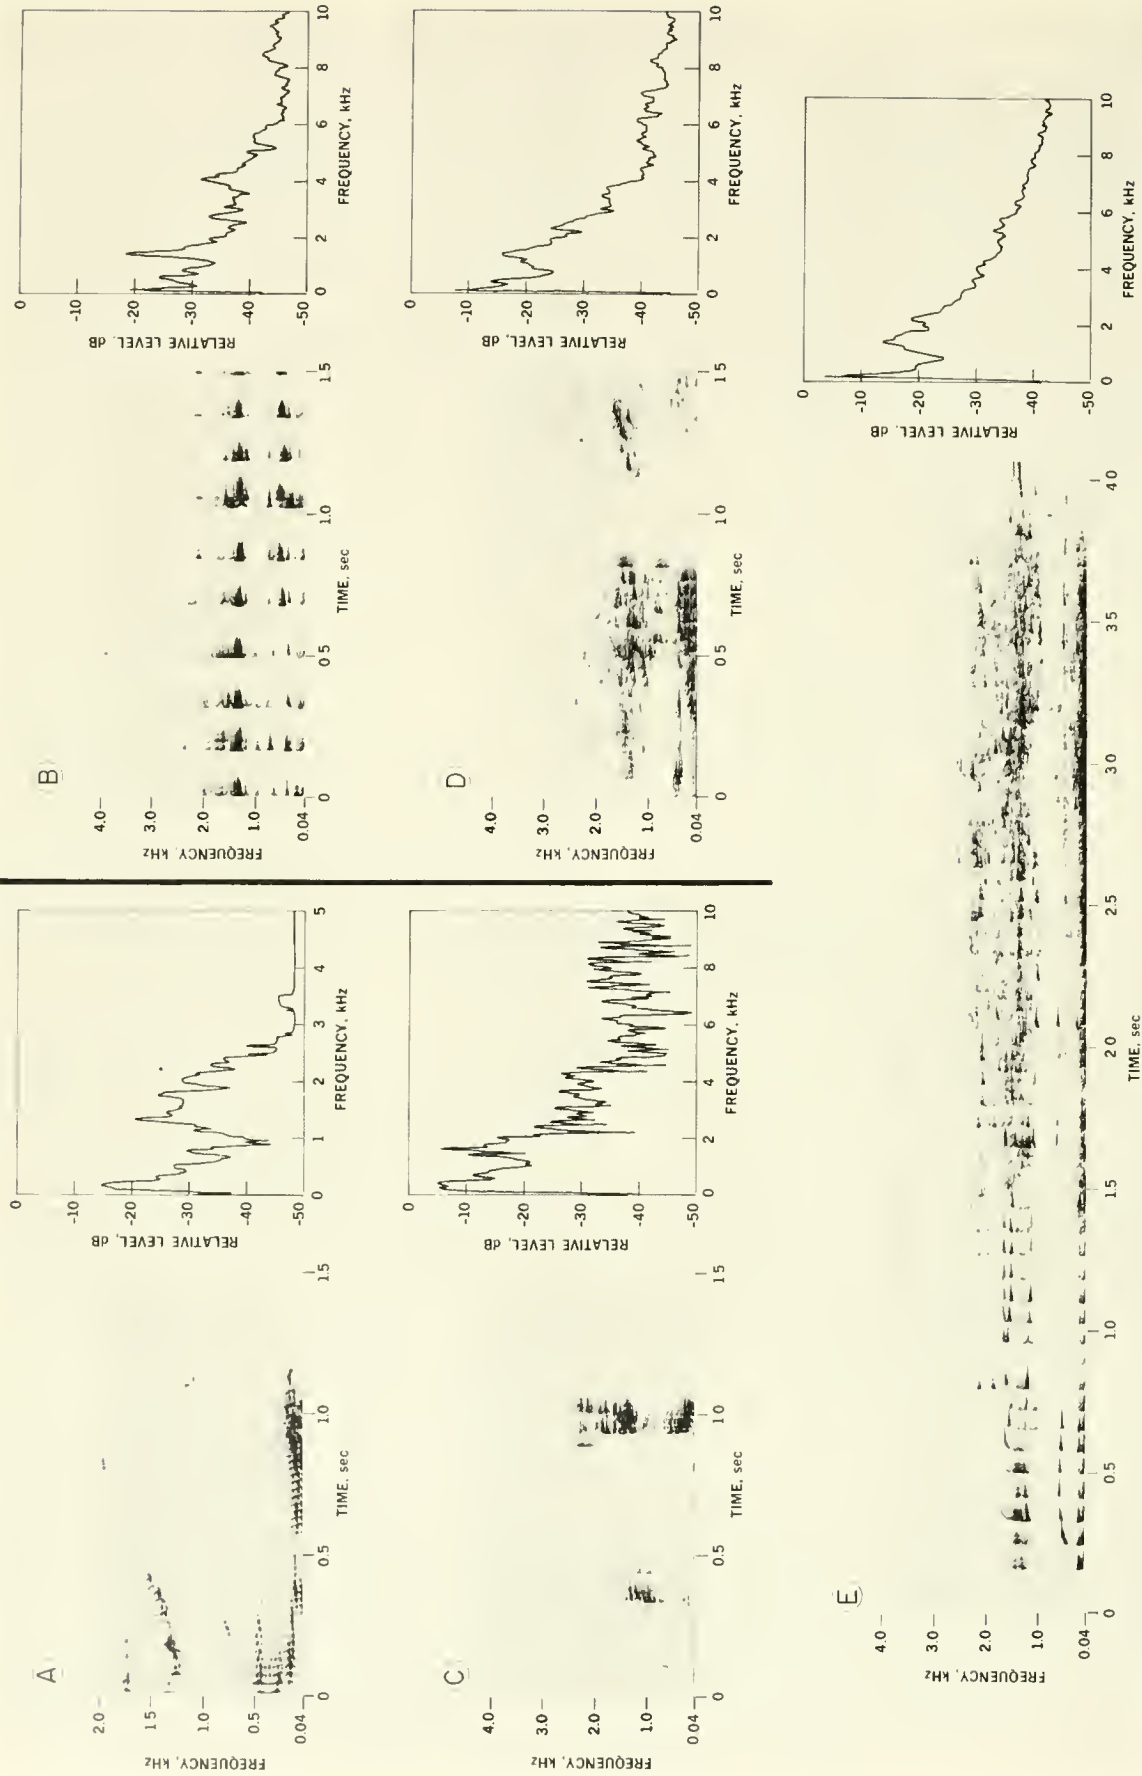 A
2.0
1.5
1.0
0.5
0.04
FREQUENCY, kHz
0 0.5 1.0 1.5
TIME, sec
0
-10
-20
-30
-40
-50
RELATIVE LEVEL, dB
0 1 2 3 4 5
FREQUENCY, kHz
B
4.0
3.0
2.0
1.0
0.04
FREQUENCY, kHz
0 0.5 1.0 1.5
TIME, sec
0
-10
-20
-30
-40
-50
RELATIVE LEVEL, dB
0 2 4 6 8 10
FREQUENCY, kHz
C
4.0
3.0
2.0
1.0
0.04
FREQUENCY, kHz
0 0.5 1.0 1.5
TIME, sec
0
-10
-20
-30
-40
-50
RELATIVE LEVEL, dB
0 2 4 6 8 10
FREQUENCY, kHz
D
4.0
3.0
2.0
1.0
0.04
FREQUENCY, kHz
0 0.5 1.0 1.5
TIME, sec
0
-10
-20
-30
-40
-50
RELATIVE LEVEL, dB
0 2 4 6 8 10
FREQUENCY, kHz
E
4.0
3.0
2.0
1.0
0.04
FREQUENCY, kHz
0 0.5 1.0 1.5 2.0 2.5 3.0 3.5 4.0
TIME, sec
0
-10
-20
-30
-40
-50
RELATIVE LEVEL, dB
0 2 4 6 8 10
FREQUENCY, kHz